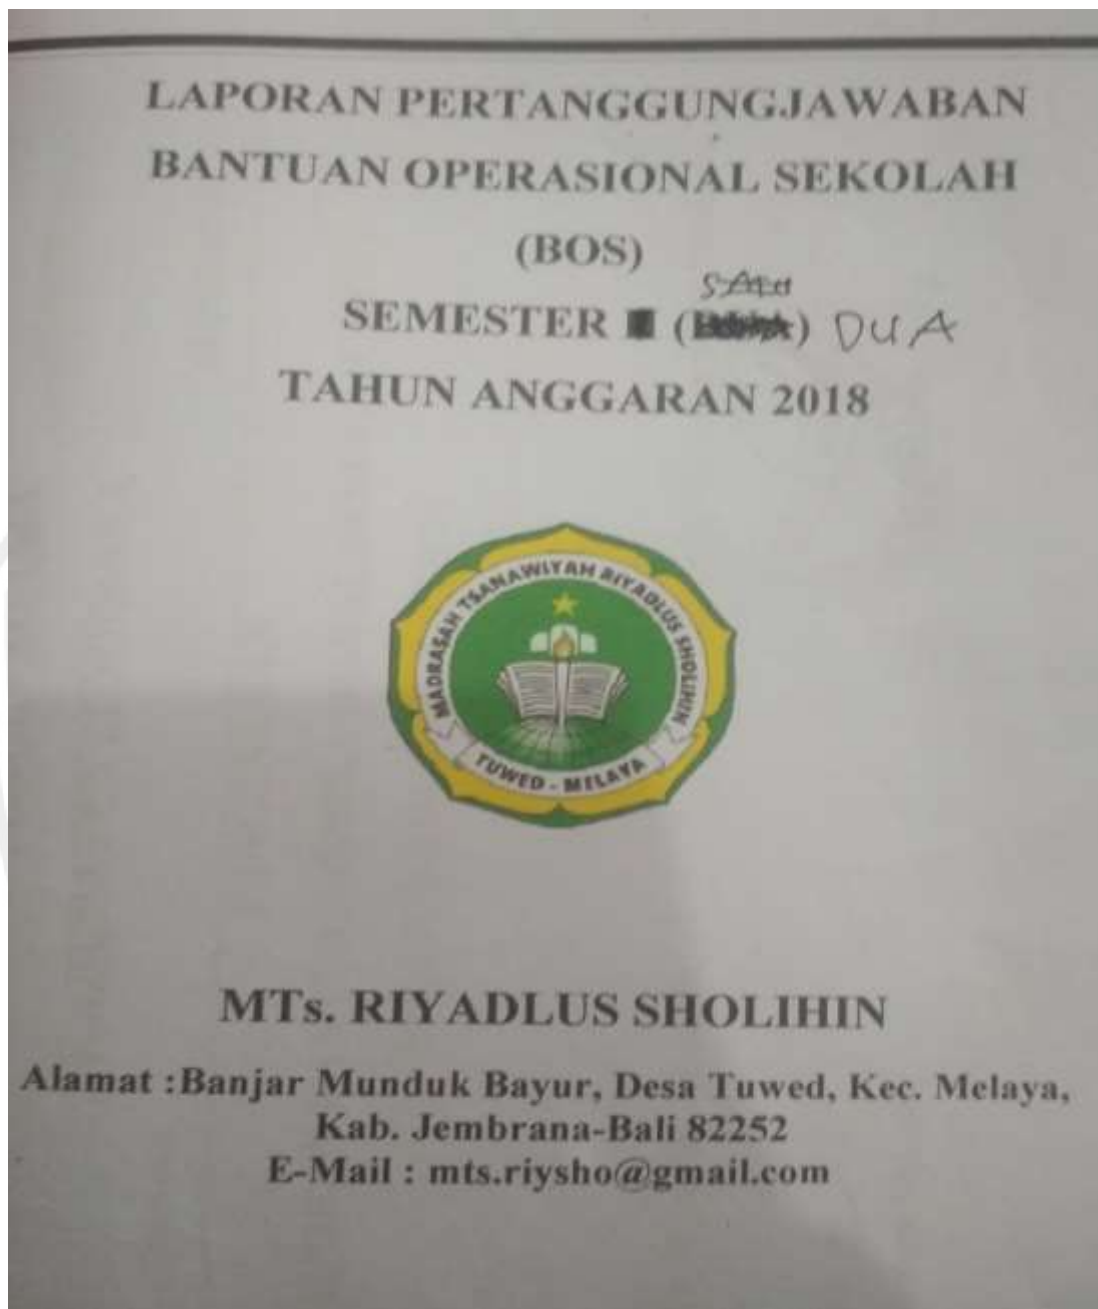 LAPORAN PERTANGGUNGJAWABAN
BANTUAN OPERASIONAL SEKOLAH
(BOS)
SEMESTER () DUA
TAHUN ANGGARAN 2018
MADRASAH TSANAWIYAH RIYADLUS SHOLIHIN
TUWED - MELAYA
MTs. RIYADLUS SHOLIHIN
Alamat :Banjar Munduk Bayur, Desa Tuwed, Kec. Melaya,
Kab. Jembrana-Bali 82252
E-Mail : mts.riysho@gmail.com